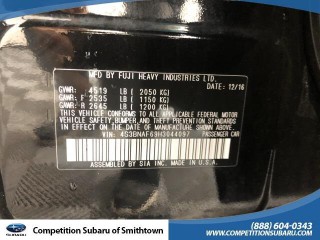 MFD BY FUJI HEAVY INDUSTRIES LTD.
DATE 12/16
GVWR: 4519 LB ( 2050 KG)
GAWR: F 2535 LB ( 1150 KG)
GAWR: R 2645 LB ( 1200 KG)
THIS VEHICLE CONFORMS TO ALL APPLICABLE FEDERAL MOTOR
VEHICLE SAFETY, BUMPER, AND THEFT PREVENTION STANDARDS
IN EFFECT ON THE DATE OF MANUFACTURE SHOWN ABOVE.
VIN: 4S3BNAF69H3044097 PASSENGER CAR
ASSEMBLED BY SIA INC. MADE IN U.S.A.
SUBARU
Competition Subaru of Smithtown
(888) 604-0343
COMPETITIONSUBARU.COM